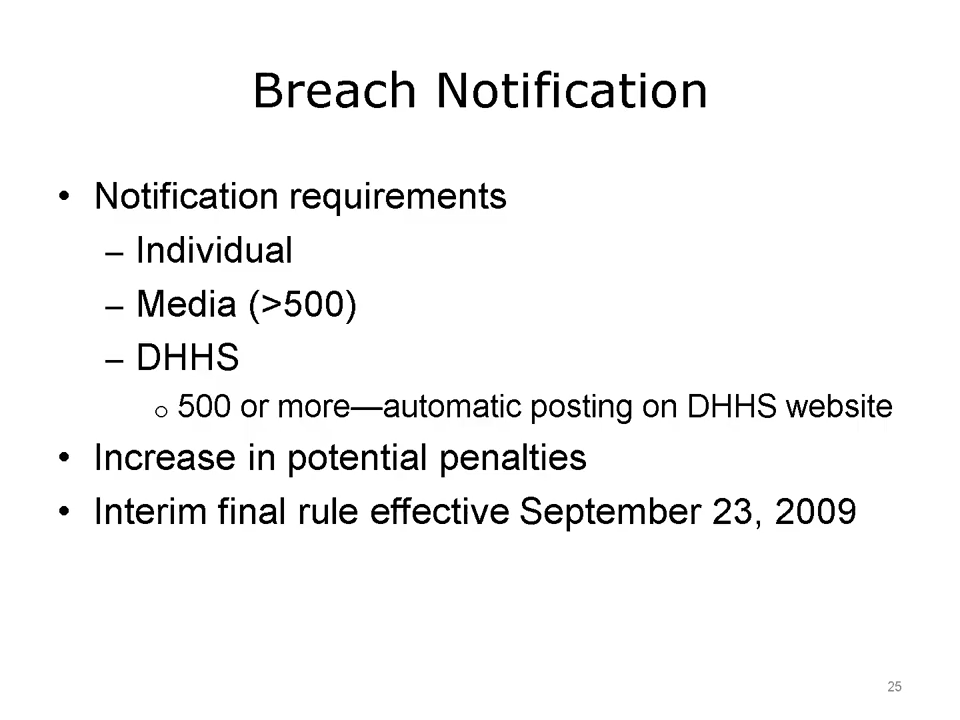 Breach Notification
• Notification requirements
– Individual
– Media (>500)
– DHHS
o 500 or more—automatic posting on DHHS website
• Increase in potential penalties
• Interim final rule effective September 23, 2009
25